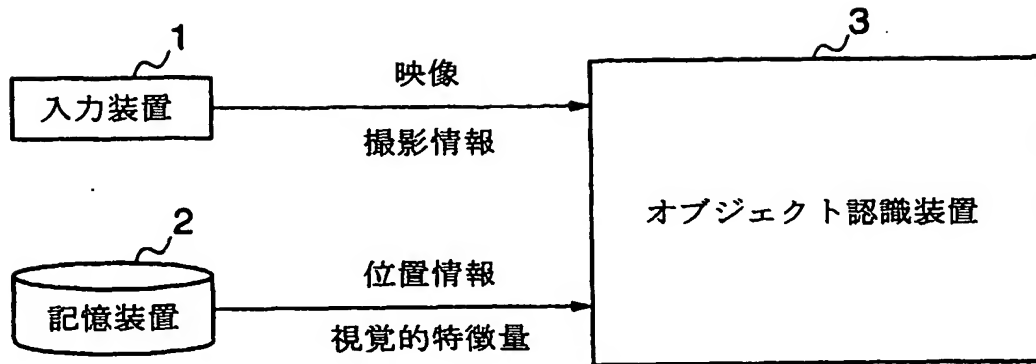 1
入力装置
映像
撮影情報
2
記憶装置
位置情報
視覚的特徴量
3
オブジェクト認識装置